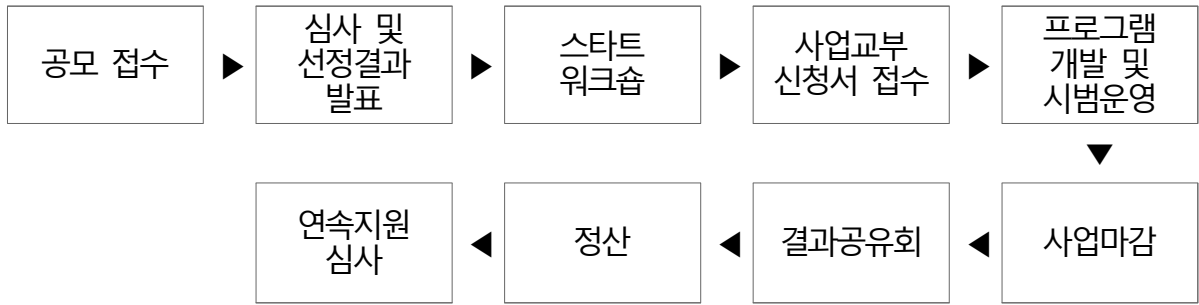 공모 접수
심사 및
선정결과
발표
스타트
워크숍
사업교부
신청서 접수
프로그램
개발 및
시범운영
사업마감
결과공유회
정산
연속지원
심사